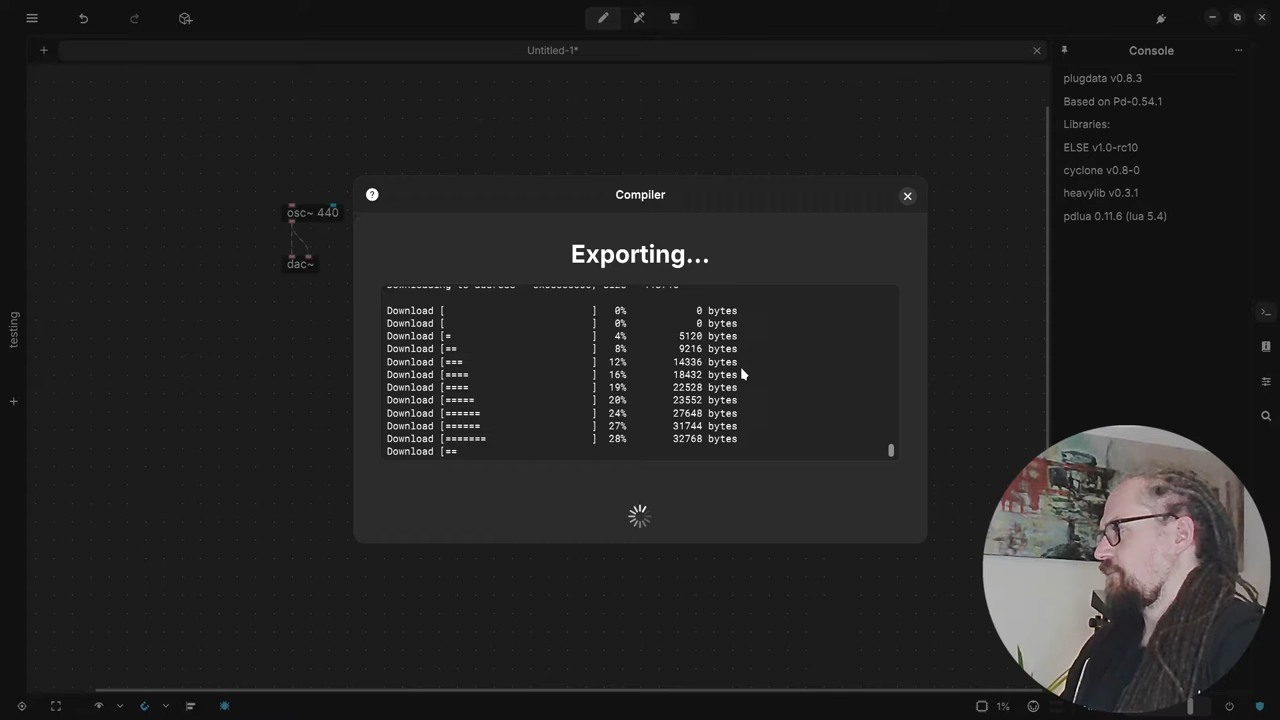 Untitled-1*
Console
plugdata v0.8.3
Based on Pd-0.54.1
Libraries:
ELSE v1.0-rc10
cyclone v0.8-0
heavylib v0.3.1
pdlua 0.11.6 (lua 5.4)
osc~ 440
dac~
testing
?
Compiler
Exporting...
Download [ ] 0% 0 bytes
Download [ ] 0% 0 bytes
Download [= ] 4% 5120 bytes
Download [== ] 8% 9216 bytes
Download [=== ] 12% 14336 bytes
Download [==== ] 16% 18432 bytes
Download [==== ] 19% 22528 bytes
Download [===== ] 20% 23552 bytes
Download [====== ] 24% 27648 bytes
Download [====== ] 27% 31744 bytes
Download [======= ] 28% 32768 bytes
Download [==
1%